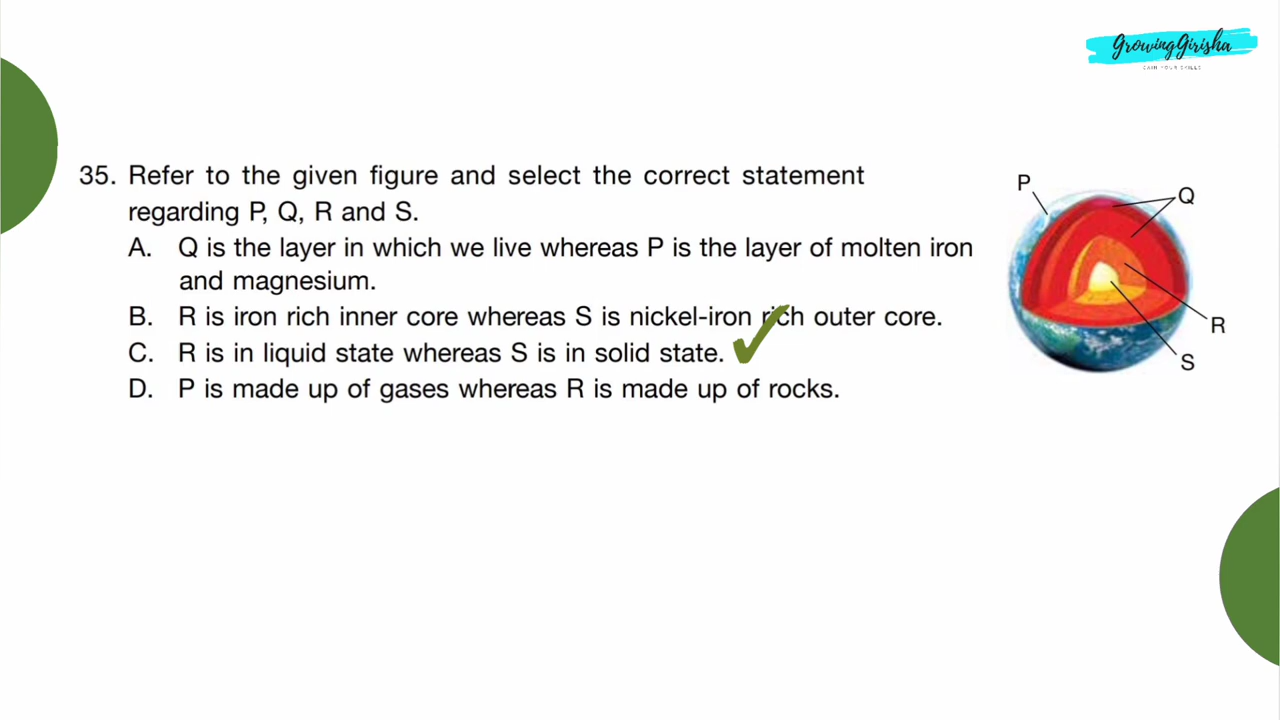 GrowingGirisha
GAIN YOUR SKILLS
35. Refer to the given figure and select the correct statement
regarding P, Q, R and S.
A. Q is the layer in which we live whereas P is the layer of molten iron
and magnesium.
B. R is iron rich inner core whereas S is nickel-iron rich outer core.
C. R is in liquid state whereas S is in solid state.
D. P is made up of gases whereas R is made up of rocks.
P
Q
R
S